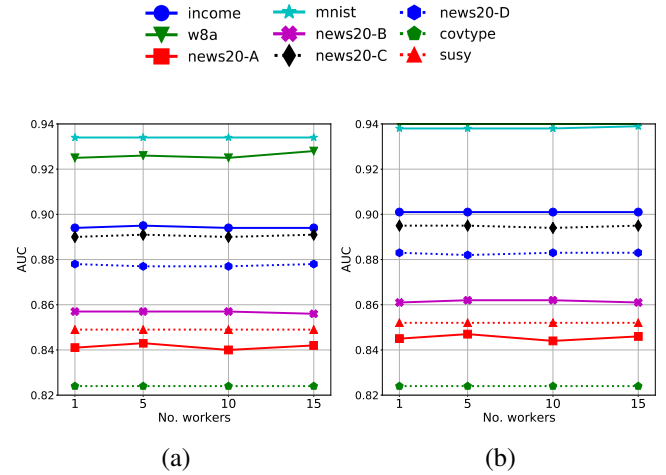 income mnist news20-D
w8a news20-B covtype
news20-A news20-C susy
0.94
0.92
0.90
0.88
0.86
0.84
0.82
AUC
1 5 10 15
No. workers
(a)
0.94
0.92
0.90
0.88
0.86
0.84
0.82
AUC
1 5 10 15
No. workers
(b)